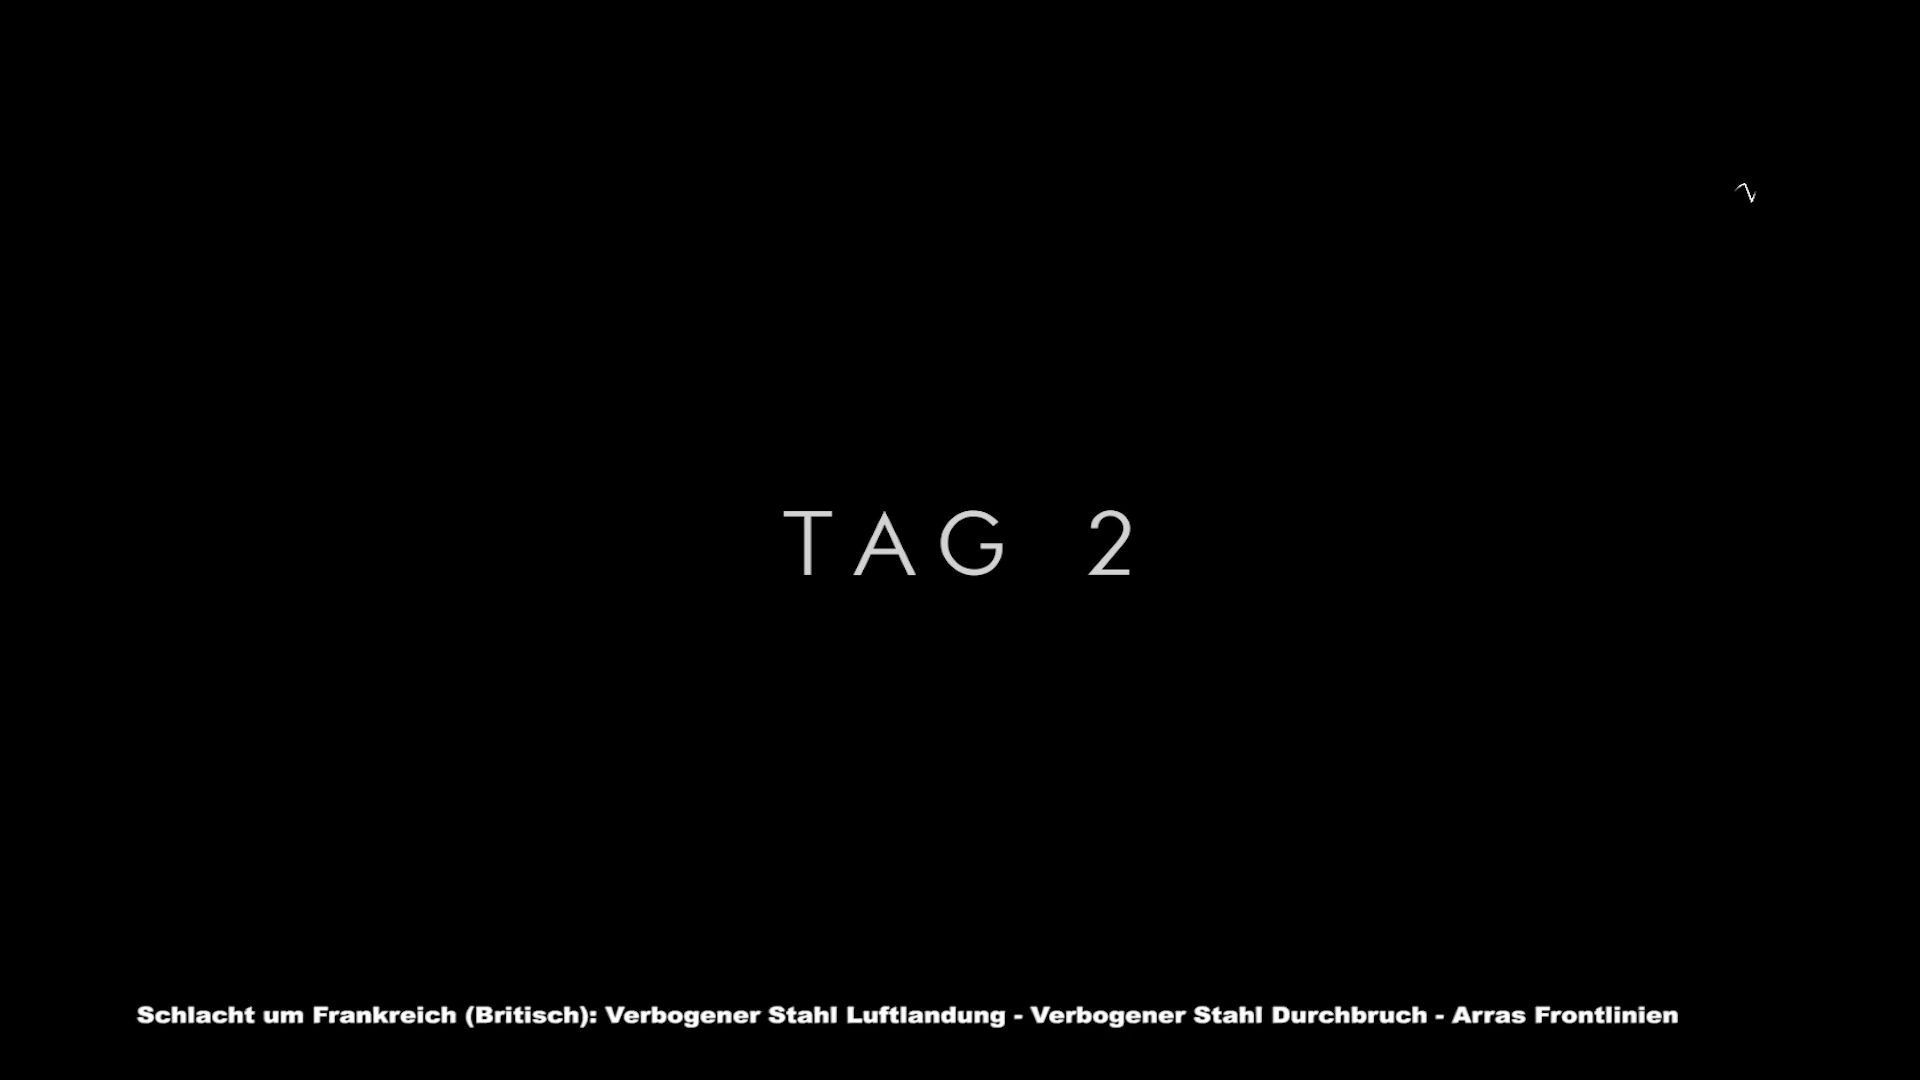 TAG 2
Schlacht um Frankreich (Britisch): Verbogener Stahl Luftlandung - Verbogener Stahl Durchbruch - Arras Frontlinien